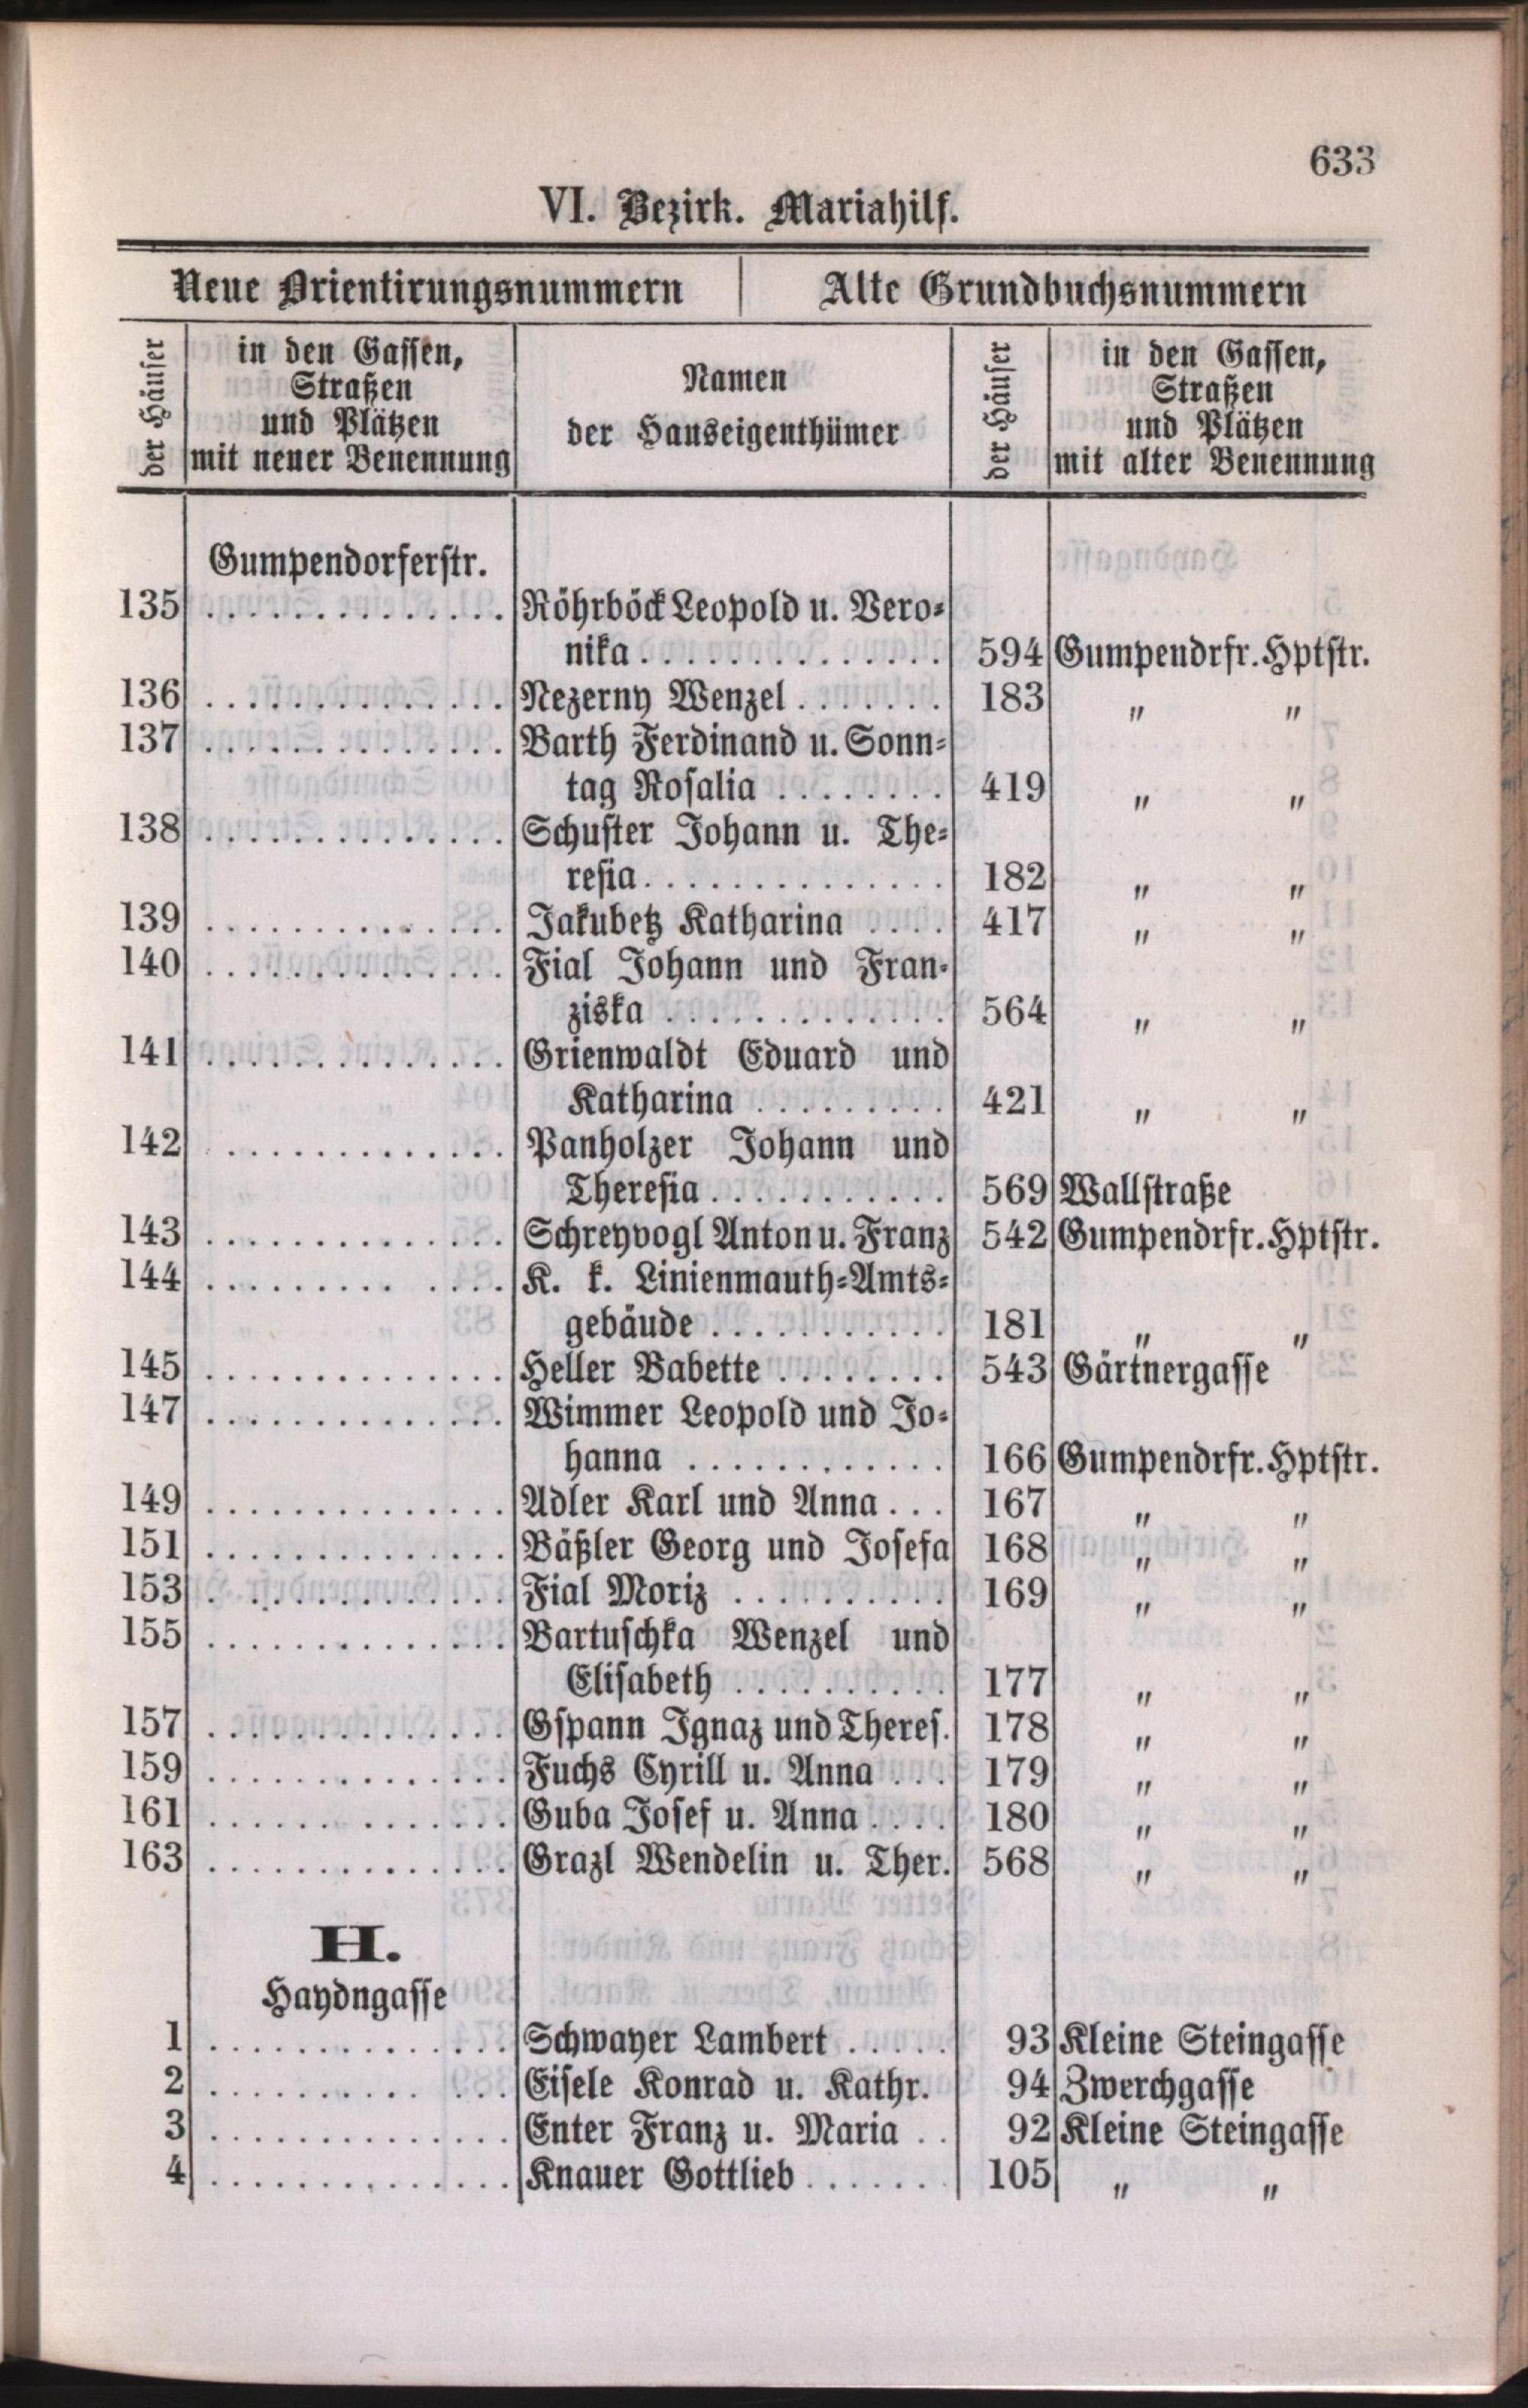 633
VI. Bezirk. Mariahilf.
Neue Orientirungsnummern Alte Grundbuchsnummern
der Häuser
in den Gassen,
Straßen
und Plätzen
mit neuer Benennung
Namen
der Hauseigenthümer
der Häuser
in den Gassen,
Straßen
und Plätzen
mit alter Benennung
Gumpendorferstr.
135 .............. Röhrböck Leopold u. Vero-
nika.............. 594 Gumpendrfr. Hptstr.
136 .............. Nezerny Wenzel....... 183 „ „
137 .............. Barth Ferdinand u. Sonn-
tag Rosalia ........ 419 „ „
138 .............. Schuster Johann u. The-
resia.............. 182 „ „
139 .............. Jakubetz Katharina .... 417 „ „
140 .............. Fial Johann und Fran-
ziska ............. 564 „ „
141 .............. Grienwaldt Eduard und
Katharina ......... 421 „ „
142 ............. Panholzer Johann und
Theresia........... 569 Wallstraße
143 .............. Schreyvogl Anton u. Franz 542 Gumpendrfr. Hptstr.
144 ......... .... K. k. Linienmauth-Amts-
gebäude ........... 181 „ „
145 .............. Heller Babette ........ 543 Gärtnergasse
147 .............. Wimmer Leopold und Jo-
hanna ............ 166 Gumpendrfr. Hptstr.
149 .............. Adler Karl und Anna... 167 „ „
151 .............. Bäßler Georg und Josefa 168 „ „
153 .............. Fial Moriz .......... 169 „ „
155 .............. Bartuschka Wenzel und
Elisabeth .......... 177 „ „
157 .............. Gspann Ignaz und Theres. 178 „ „
159 .............. Fuchs Cyrill u. Anna ... 179 „ „
161 .............. Guba Josef u. Anna.... 180 „ „
163 .............. Grazl Wendelin u. Ther. 568 „ „
H.
Haydngasse
1 .............. Schwayer Lambert ..... 93 Kleine Steingasse
2 .......... ... Eisele Konrad u. Kathr. 94 Zwerchgasse
3 .............. Enter Franz u. Maria .. 92 Kleine Steingasse
4 .............. Knauer Gottlieb....... 105 „ „